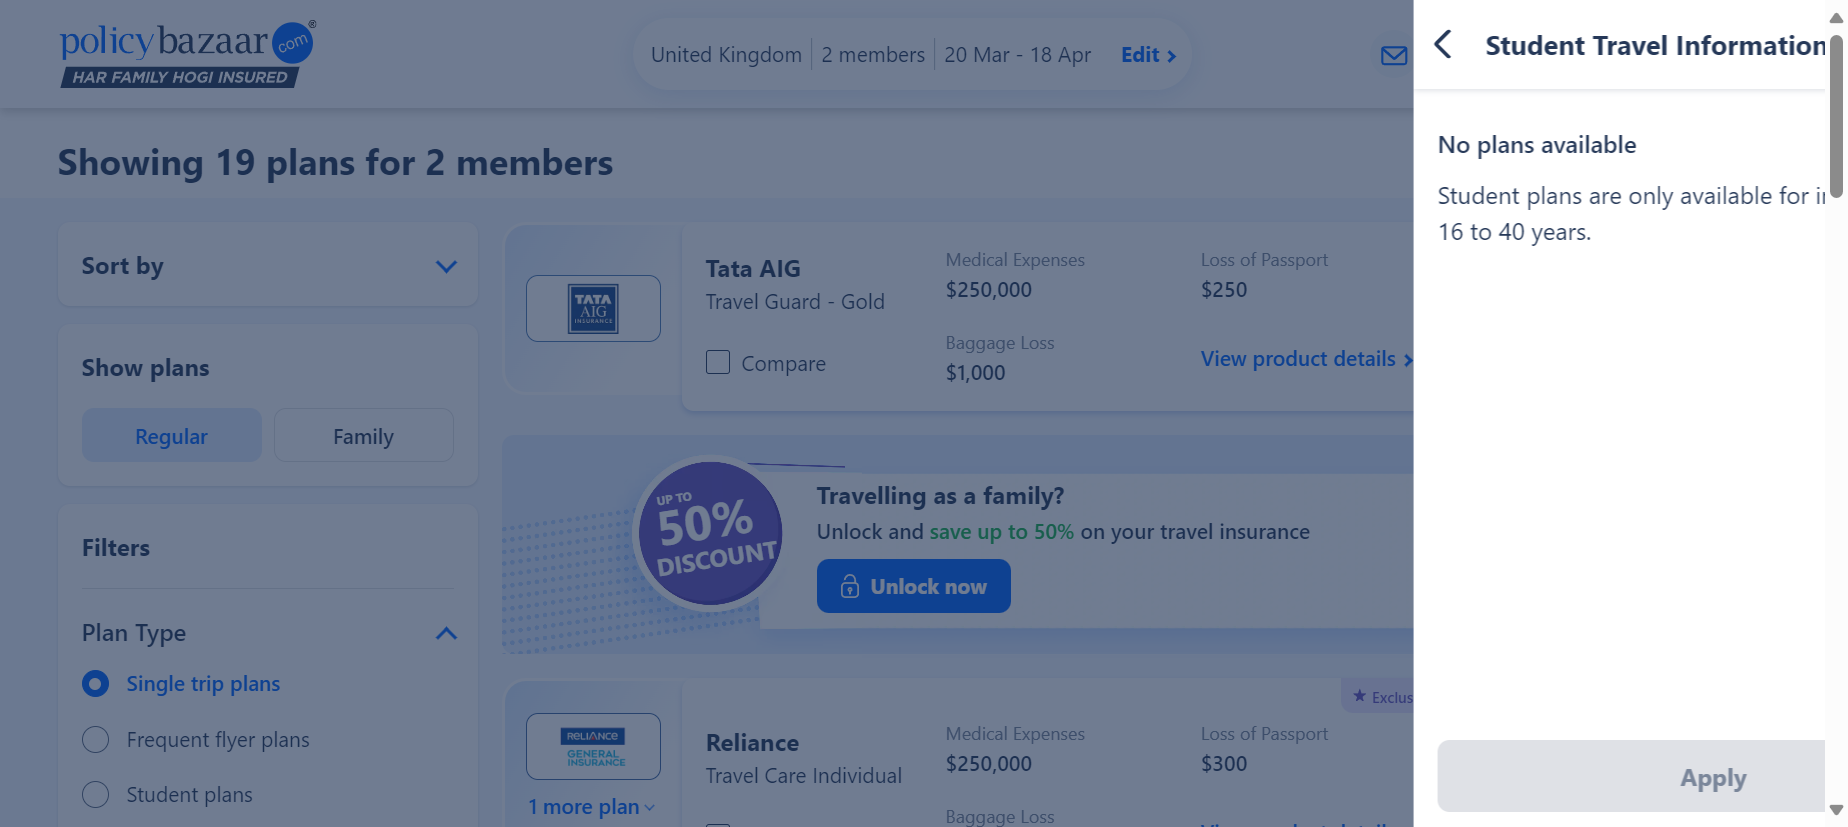 policybazaar.com®
HAR FAMILY HOGI INSURED
United Kingdom
2 members
20 Mar - 18 Apr
Edit
Student Travel Information
Showing 19 plans for 2 members
No plans available
Student plans are only available for
16 to 40 years.
Sort by
Show plans
Regular
Family
Filters
Plan Type
Single trip plans
Frequent flyer plans
Student plans
TATA
AIG
INSURANCE
Tata AIG
Travel Guard - Gold
Compare
Medical Expenses
$250,000
Loss of Passport
$250
Baggage Loss
$1,000
View product details
UP TO
50%
DISCOUNT
Travelling as a family?
Unlock and save up to 50% on your travel insurance
Unlock now
RELIANCE
GENERAL
INSURANCE
1 more plan
Reliance
Travel Care Individual
Medical Expenses
$250,000
Loss of Passport
$300
Baggage Loss
Exclus
Apply